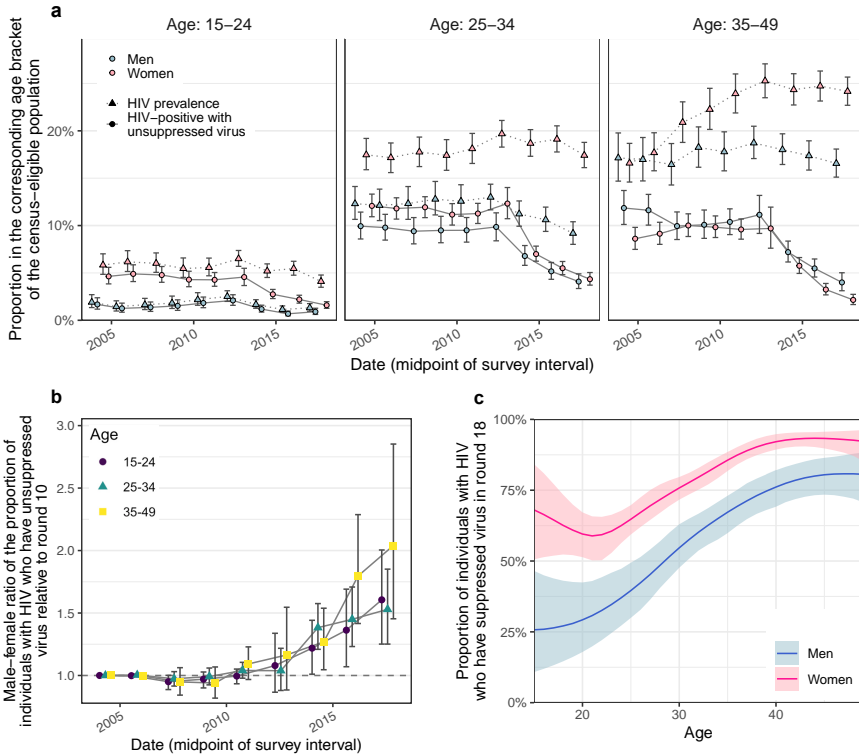 a
Age: 15–24
Age: 25–34
Age: 35–49
Proportion in the corresponding age bracket
of the census–eligible population
Men
Women
HIV prevalence
HIV–positive with
unsuppressed virus
20%
10%
0%
2005
2010
2015
2005
2010
2015
2005
2010
2015
Date (midpoint of survey interval)
b
Male–female ratio of the proportion of
individuals with HIV who have unsuppressed
virus relative to round 10
3.0
2.5
2.0
1.5
1.0
Age
15-24
25-34
35-49
2005
2010
2015
Date (midpoint of survey interval)
c
Proportion of individuals with HIV
who have suppressed virus in round 18
100%
75%
50%
25%
0%
Men
Women
20
30
40
Age